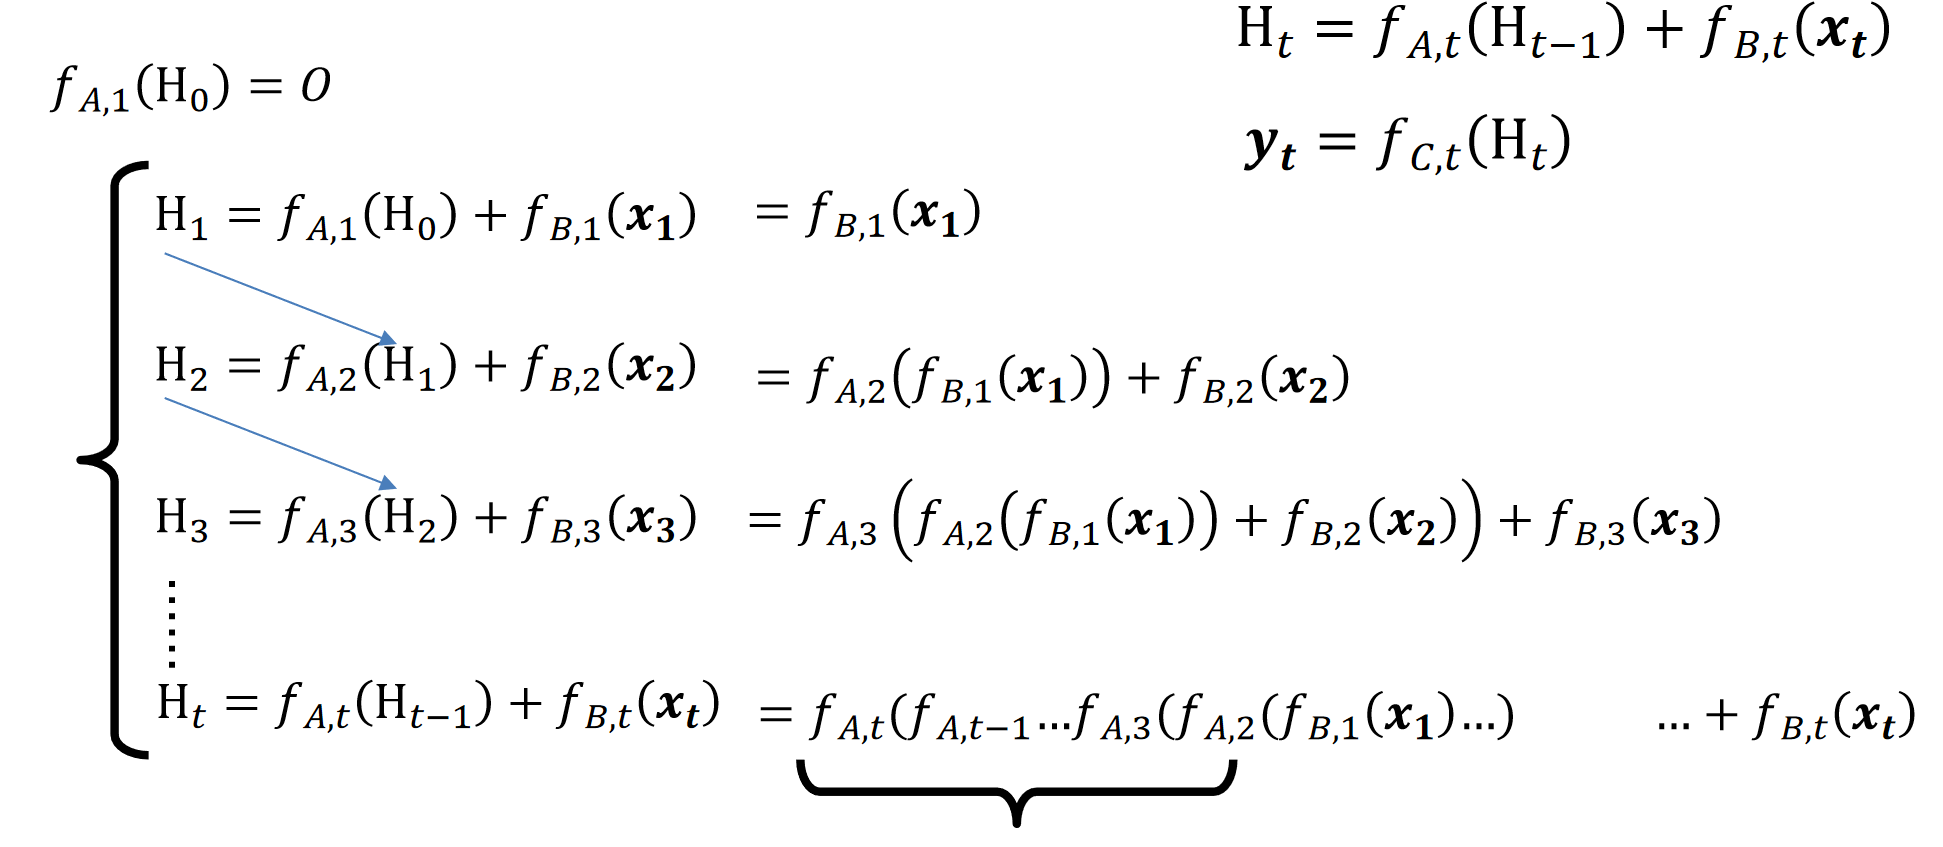 H_t = f_{A,t}(H_{t−1}) + f_{B,t}(x_t)
f_{A,1}(H_0) = O
y_t = f_{C,t}(H_t)
H_1 = f_{A,1}(H_0) + f_{B,1}(x_1) = f_{B,1}(x_1)
H_2 = f_{A,2}(H_1) + f_{B,2}(x_2) = f_{A,2}(f_{B,1}(x_1)) + f_{B,2}(x_2)
H_3 = f_{A,3}(H_2) + f_{B,3}(x_3) = f_{A,3}(f_{A,2}(f_{B,1}(x_1)) + f_{B,2}(x_2)) + f_{B,3}(x_3)
H_t = f_{A,t}(H_{t−1}) + f_{B,t}(x_t) = f_{A,t}(f_{A,t−1}…f_{A,3}(f_{A,2}(f_{B,1}(x_1)…) … + f_{B,t}(x_t)